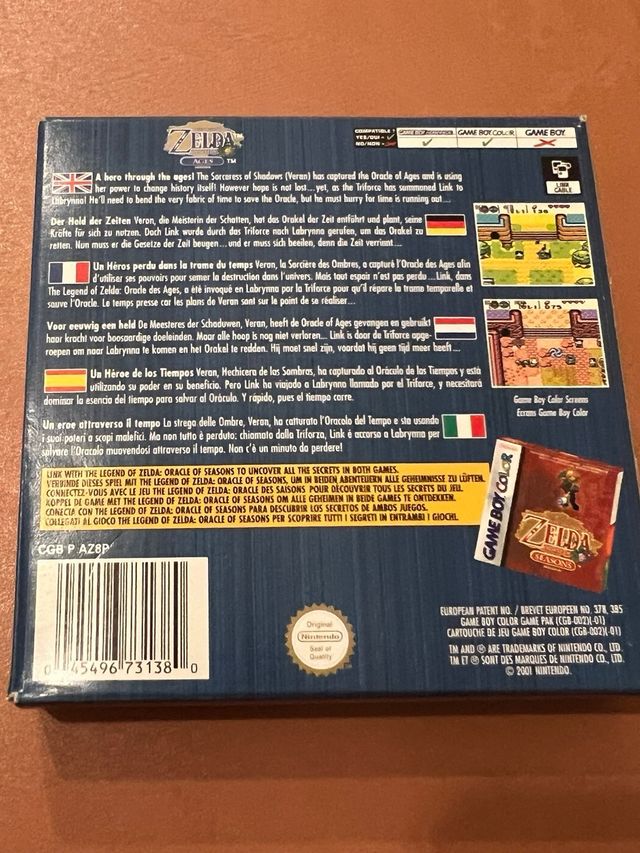 ZELDA
AGES TM
COMPATIBLE?
YES/OUI -
NO/NON -
GAME BOY ADVANCE
GAME BOY COLOR
GAME BOY
LINK
CABLE
A hero through the ages! The Sorceress of Shadows (Veran) has captured the Oracle of Ages and is using
her power to change history itself! However hope is not lost...yet, as the Triforce has summoned Link to
Labrynna! He'll need to bend the very fabric of time to save the Oracle, but he must hurry for time is running out...
Der Held der Zeiten Veran, die Meisterin der Schatten, hat das Orakel der Zeit entführt und plant, seine
Kräfte für sich zu nutzen. Doch Link wurde durch das Triforce nach Labrynna gerufen, um das Orakel zu
retten. Nun muss er die Gesetze der Zeit beugen...und er muss sich beeilen, denn die Zeit verrinnt...
Un Héros perdu dans la trame du temps Veran, la Sorcière des Ombres, a capturé l'Oracle des Ages afin
d'utiliser ses pouvoirs pour semer la destruction dans l'univers. Mais tout espoir n'est pas perdu...Link, dans
The Legend of Zelda: Oracle des Ages, a été invoqué en Labrynna par la Triforce pour qu'il répare la trame temporelle et
sauve l'Oracle. Le temps presse car les plans de Veran sont sur le point de se réaliser...
Voor eeuwig een held De Meesteres der Schaduwen, Veran, heeft de Oracle of Ages gevangen en gebruikt
haar kracht voor boosaardige doeleinden. Maar alle hoop is nog niet verloren... Link is door de Triforce opge-
roepen om naar Labrynna te komen en het Orakel te redden. Hij moet snel zijn, voordat hij geen tijd meer heeft...
Un Héroe de los Tiempos Veran, Hechicera de las Sombras, ha capturado al Oráculo de las Tiempos y está
utilizando su poder en su beneficio. Pero Link ha viajado a Labrynna llamado por el Triforce, y necesitará
dominar la esencia del tiempo para salvar al Oráculo. Y rápido, pues el tiempo corre.
Un eroe attraverso il tempo La strega delle Ombre, Veran, ha catturato l'Oracolo del Tempo e sta usando
i suoi poteri a scopi malefici. Ma non tutto è perduto: chiamato dalla Triforza, Link è accorso a Labrynna per
salvare l'Oracolo muovendosi attraverso il tempo. Non c'è un minuto da perdere!
Game Boy Color Screens
Ecrans Game Boy Color
LINK WITH THE LEGEND OF ZELDA: ORACLE OF SEASONS TO UNCOVER ALL THE SECRETS IN BOTH GAMES.
VERBINDE DIESES SPIEL MIT THE LEGEND OF ZELDA: ORACLE OF SEASONS, UM IN BEIDEN ABENTEUERN ALLE GEHEIMNISSE ZU LÜFTEN.
CONNECTEZ-VOUS AVEC LE JEU THE LEGEND OF ZELDA: ORACLE DES SAISONS POUR DÉCOUVRIR TOUS LES SECRETS DU JEU.
KOPPEL DE GAME MET THE LEGEND OF ZELDA: ORACLE OF SEASONS OM ALLE GEHEIMEN IN BEIDE GAMES TE ONTDEKKEN.
CONECTA CON THE LEGEND OF ZELDA: ORACLE OF SEASONS PARA DESCUBRIR LOS SECRETOS DE AMBOS JUEGOS.
COLLEGATI AL GIOCO THE LEGEND OF ZELDA: ORACLE OF SEASONS PER SCOPRIRE TUTTI I SEGRETI IN ENTRAMBI I GIOCHI.
GAME BOY COLOR
ZELDA
SEASONS
CGB P AZ8P
0 45496 73138 0
Original
Nintendo
Seal of
Quality
EUROPEAN PATENT NO. / BREVET EUROPEEN NO. 378, 385
GAME BOY COLOR GAME PAK (CGB-002)(-01)
CARTOUCHE DE JEU GAME BOY COLOR (CGB-002)(-01)
TM AND ® ARE TRADEMARKS OF NINTENDO CO., LTD.
TM ET ® SONT DES MARQUES DE NINTENDO CO., LTD.
© 2001 NINTENDO.